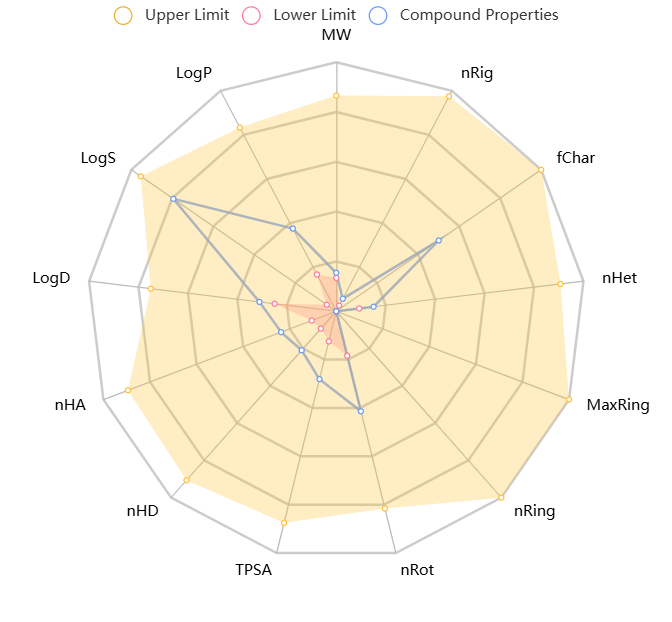 Upper Limit Lower Limit Compound Properties
MW
LogP nRig
LogS fChar
LogD nHet
nHA MaxRing
nHD nRing
TPSA nRot